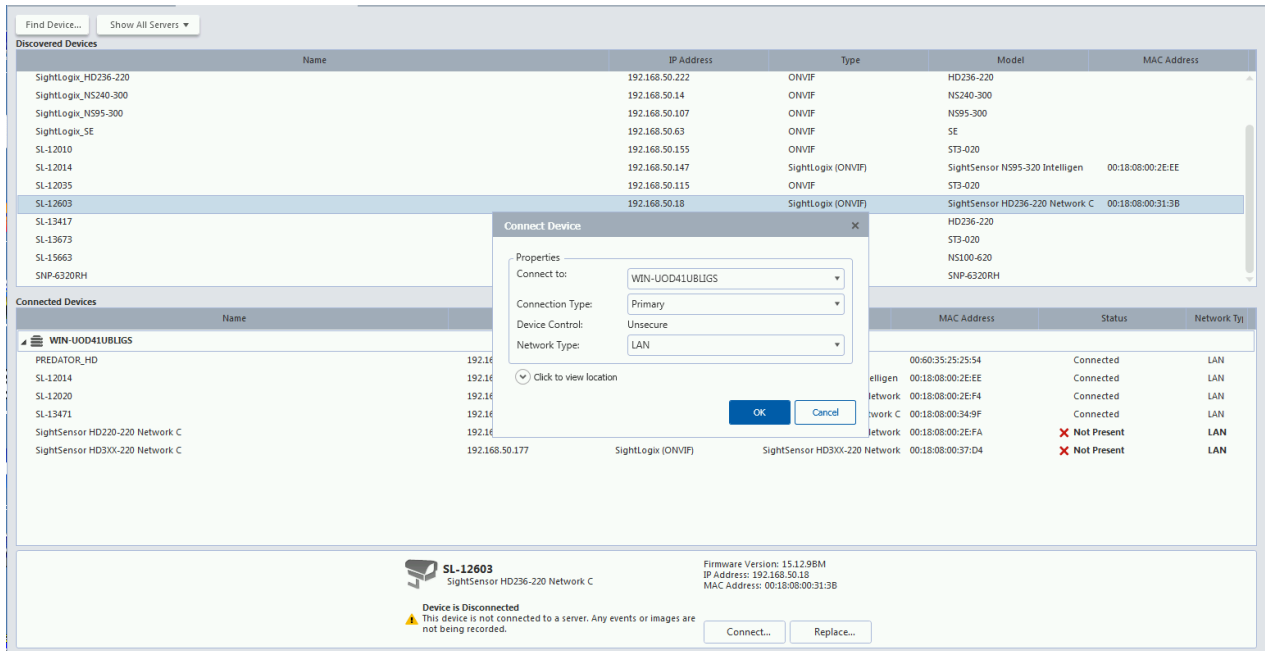 Find Device... Show All Servers ▼
Discovered Devices
Name IP Address Type Model MAC Address
SightLogix_HD236-220 192.168.50.222 ONVIF HD236-220
SightLogix_NS240-300 192.168.50.14 ONVIF NS240-300
SightLogix_NS95-300 192.168.50.107 ONVIF NS95-300
SightLogix_SE 192.168.50.63 ONVIF SE
SL-12010 192.168.50.155 ONVIF ST3-020
SL-12014 192.168.50.147 SightLogix (ONVIF) SightSensor NS95-320 Intelligen 00:18:08:00:2E:EE
SL-12035 192.168.50.115 ONVIF ST3-020
SL-12603 192.168.50.18 SightLogix (ONVIF) SightSensor HD236-220 Network C 00:18:08:00:31:3B
SL-13417 HD236-220
SL-13673 ST3-020
SL-15663 NS100-620
SNP-6320RH SNP-6320RH
Connect Device
Properties
Connect to: WIN-UOD41UBLIGS
Connection Type: Primary
Device Control: Unsecure
Network Type: LAN
Click to view location
OK Cancel
Connected Devices
Name MAC Address Status Network Ty
WIN-UOD41UBLIGS
PREDATOR_HD 192.16 00:60:35:25:25:54 Connected LAN
SL-12014 192.16 elligen 00:18:08:00:2E:EE Connected LAN
SL-12020 192.16 letwork 00:18:08:00:2E:F4 Connected LAN
SL-13471 192.16 twork C 00:18:08:00:34:9F Connected LAN
SightSensor HD220-220 Network C 192.16 letwork 00:18:08:00:2E:FA Not Present LAN
SightSensor HD3XX-220 Network C 192.168.50.177 SightLogix (ONVIF) SightSensor HD3XX-220 Network 00:18:08:00:37:D4 Not Present LAN
SL-12603
SightSensor HD236-220 Network C
Device is Disconnected
This device is not connected to a server. Any events or images are
not being recorded.
Firmware Version: 15.12.9BM
IP Address: 192.168.50.18
MAC Address: 00:18:08:00:31:3B
Connect... Replace...